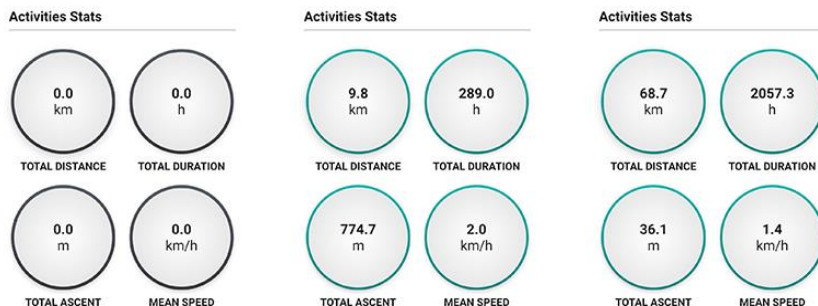 Activities Stats
0.0
km
0.0
h
TOTAL DISTANCE
TOTAL DURATION
0.0
m
0.0
km/h
TOTAL ASCENT
MEAN SPEED
Activities Stats
9.8
km
289.0
h
TOTAL DISTANCE
TOTAL DURATION
774.7
m
2.0
km/h
TOTAL ASCENT
MEAN SPEED
Activities Stats
68.7
km
2057.3
h
TOTAL DISTANCE
TOTAL DURATION
36.1
m
1.4
km/h
TOTAL ASCENT
MEAN SPEED